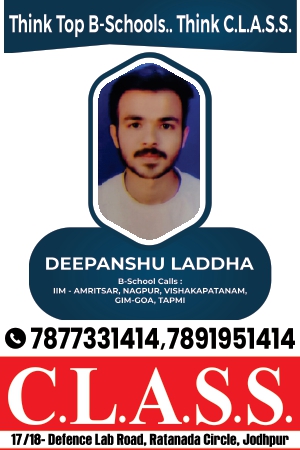 Think Top B-Schools.. Think C.L.A.S.S.
DEEPANSHU LADDHA
B-School Calls :
IIM - AMRITSAR, NAGPUR, VISHAKAPATANAM,
GIM-GOA, TAPMI
7877331414,7891951414
C.L.A.S.S.
17/18- Defence Lab Road, Ratanada Circle, Jodhpur